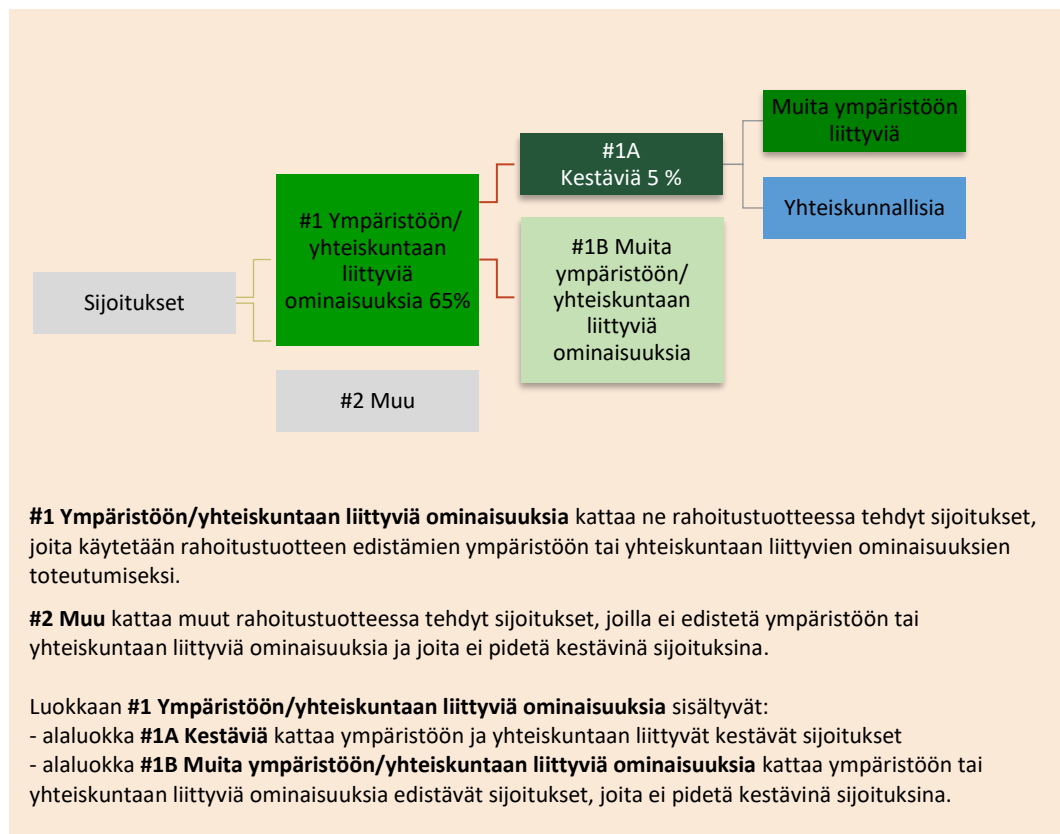 Sijoitukset
#1 Ympäristöön/
yhteiskuntaan
liittyviä
ominaisuuksia 65%
#2 Muu
#1A
Kestäviä 5 %
#1B Muita
ympäristöön/
yhteiskuntaan
liittyviä
ominaisuuksia
Muita ympäristöön
liittyviä
Yhteiskunnallisia
#1 Ympäristöön/yhteiskuntaan liittyviä ominaisuuksia kattaa ne rahoitustuotteessa tehdyt sijoitukset,
joita käytetään rahoitustuotteen edistämien ympäristöön tai yhteiskuntaan liittyvien ominaisuuksien
toteutumiseksi.
#2 Muu kattaa muut rahoitustuotteessa tehdyt sijoitukset, joilla ei edistetä ympäristöön tai
yhteiskuntaan liittyviä ominaisuuksia ja joita ei pidetä kestävinä sijoituksina.
Luokkaan #1 Ympäristöön/yhteiskuntaan liittyviä ominaisuuksia sisältyvät:
- alaluokka #1A Kestäviä kattaa ympäristöön ja yhteiskuntaan liittyvät kestävät sijoitukset
- alaluokka #1B Muita ympäristöön/yhteiskuntaan liittyviä ominaisuuksia kattaa ympäristöön tai
yhteiskuntaan liittyviä ominaisuuksia edistävät sijoitukset, joita ei pidetä kestävinä sijoituksina.